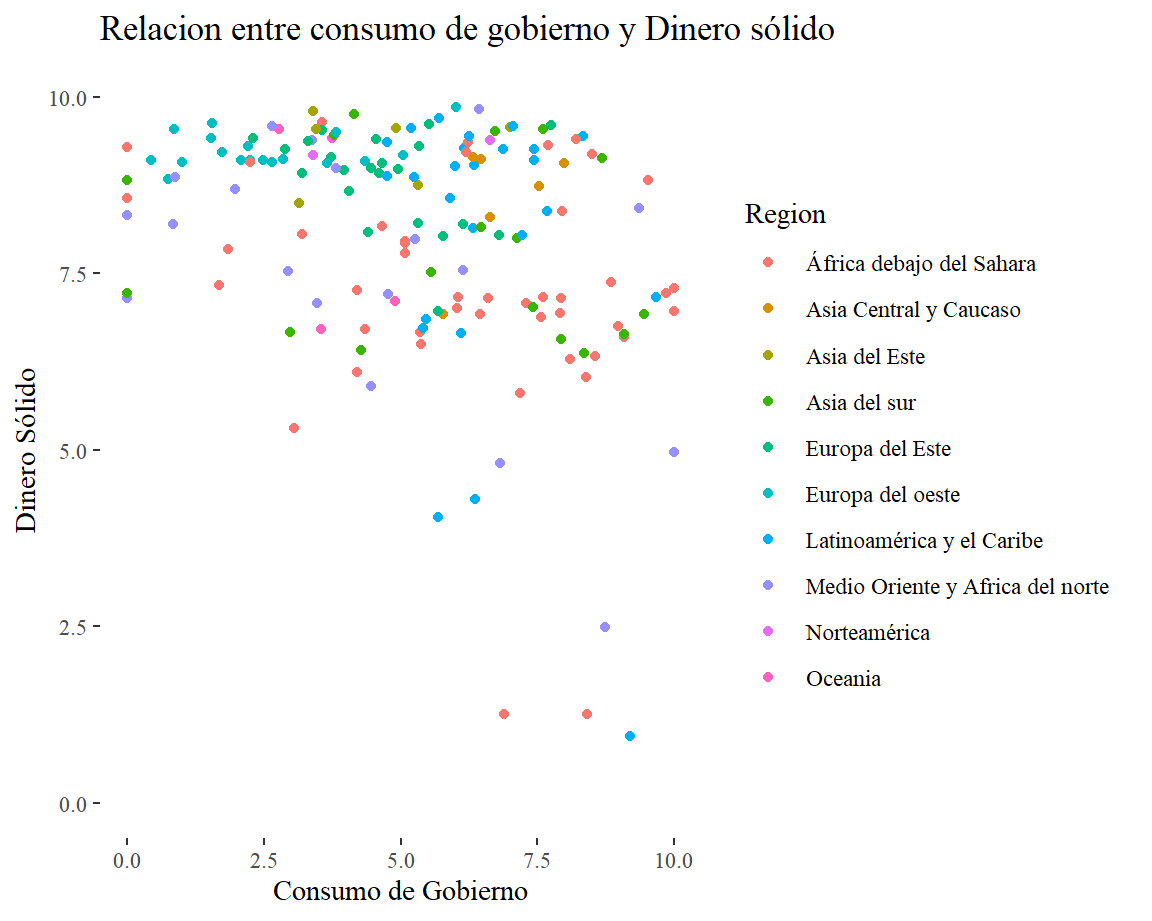 Relacion entre consumo de gobierno y Dinero sólido
10.0
7.5
5.0
2.5
0.0
Dinero Sólido
0.0 2.5 5.0 7.5 10.0
Consumo de Gobierno
Region
África debajo del Sahara
Asia Central y Caucaso
Asia del Este
Asia del sur
Europa del Este
Europa del oeste
Latinoamérica y el Caribe
Medio Oriente y Africa del norte
Norteamérica
Oceania